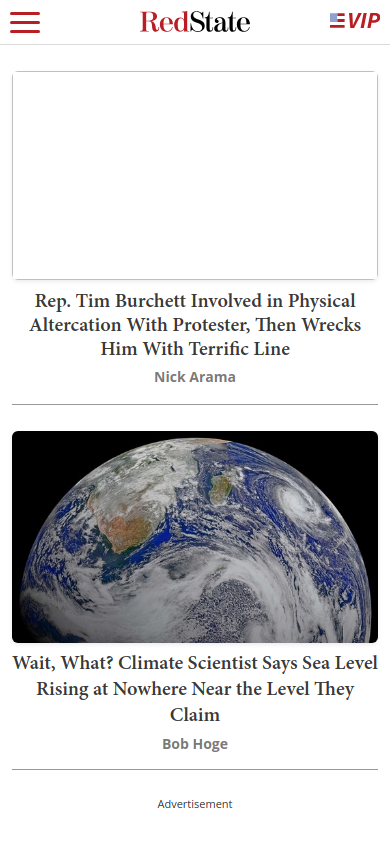 RedState
VIP
Rep. Tim Burchett Involved in Physical
Altercation With Protester, Then Wrecks
Him With Terrific Line
Nick Arama
Wait, What? Climate Scientist Says Sea Level
Rising at Nowhere Near the Level They
Claim
Bob Hoge
Advertisement